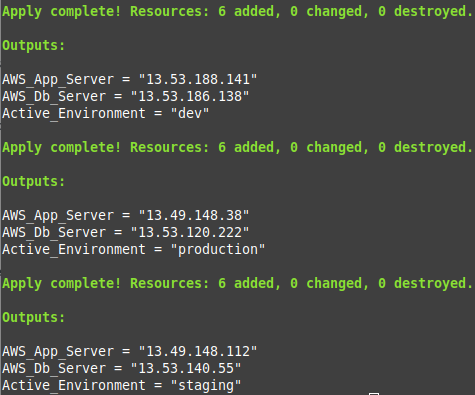 Apply complete! Resources: 6 added, 0 changed, 0 destroyed.
Outputs:
AWS_App_Server = "13.53.188.141"
AWS_Db_Server = "13.53.186.138"
Active_Environment = "dev"
Apply complete! Resources: 6 added, 0 changed, 0 destroyed.
Outputs:
AWS_App_Server = "13.49.148.38"
AWS_Db_Server = "13.53.120.222"
Active_Environment = "production"
Apply complete! Resources: 6 added, 0 changed, 0 destroyed.
Outputs:
AWS_App_Server = "13.49.148.112"
AWS_Db_Server = "13.53.140.55"
Active_Environment = "staging"